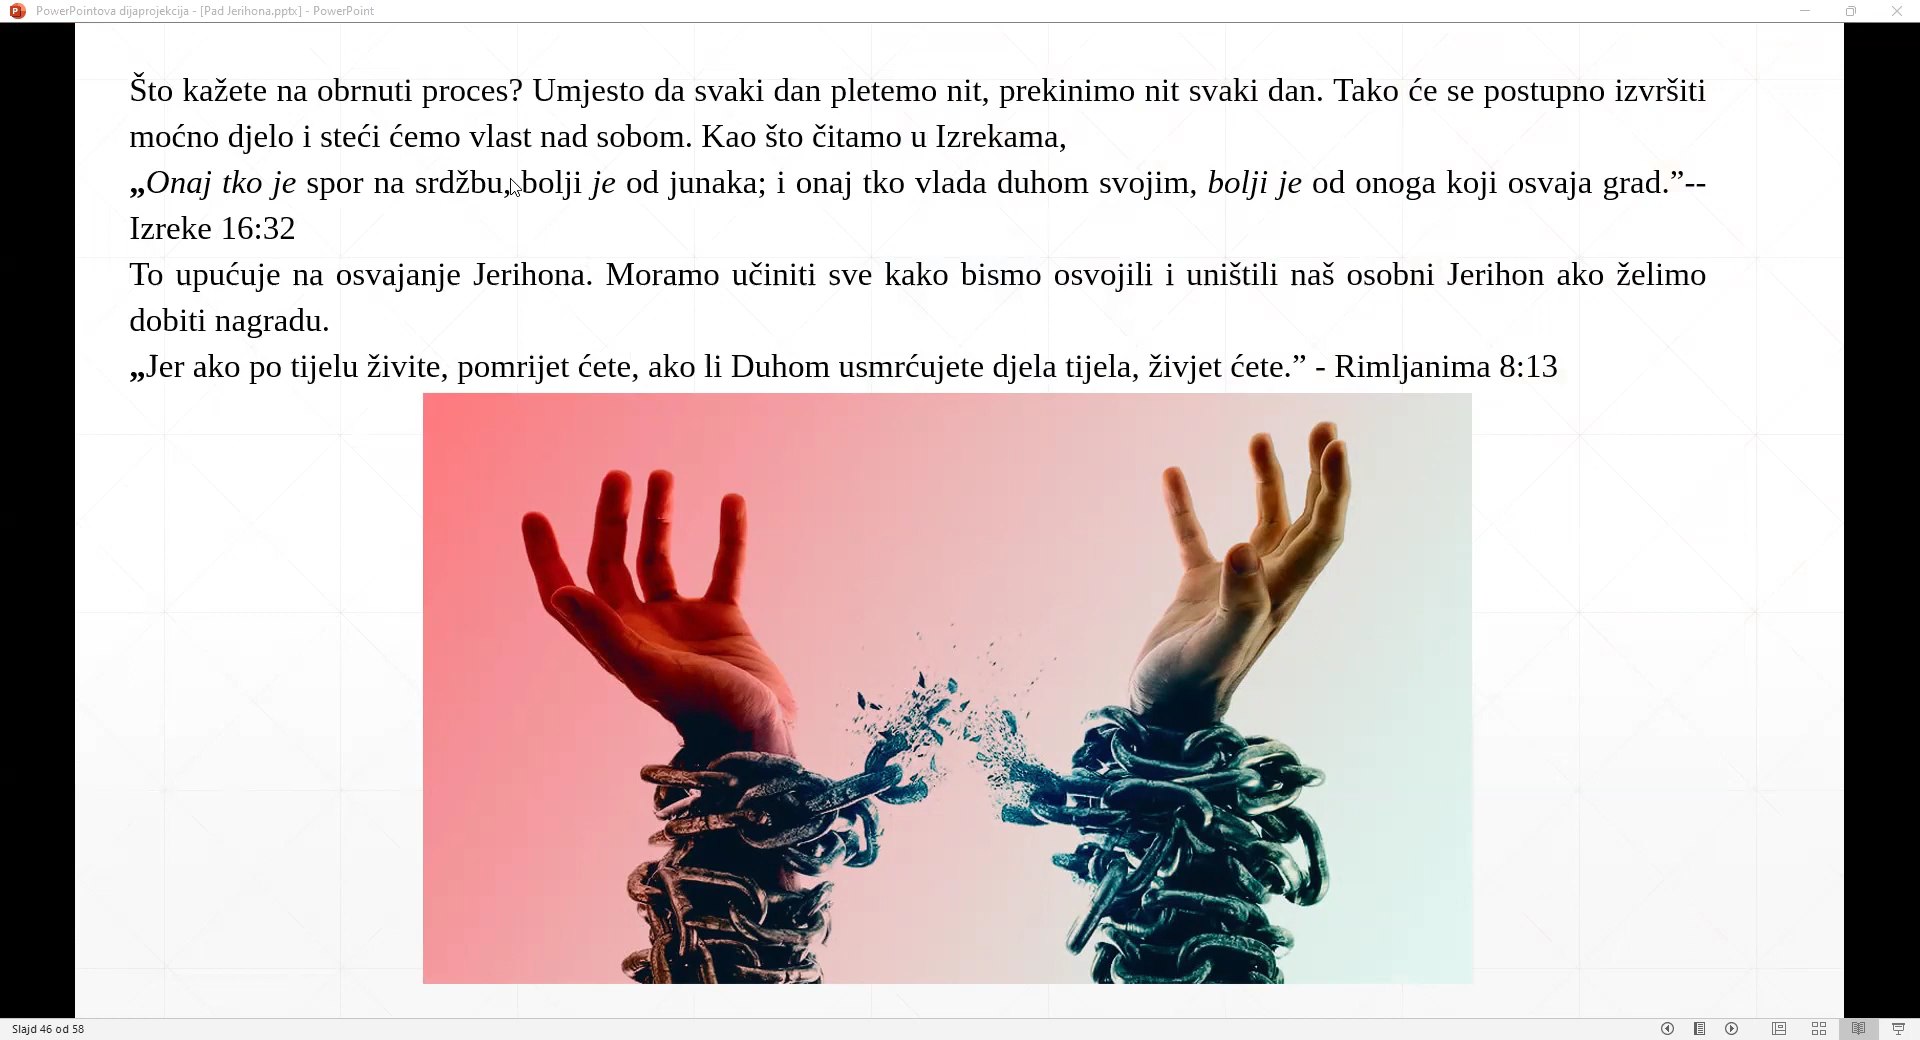 PowerPointova dijaprojekcija - [Pad Jerihona.pptx] - PowerPoint
Što kažete na obrnuti proces? Umjesto da svaki dan pletemo nit, prekinimo nit svaki dan. Tako će se postupno izvršiti
moćno djelo i steći ćemo vlast nad sobom. Kao što čitamo u Izrekama,
„Onaj tko je spor na srdžbu, bolji je od junaka; i onaj tko vlada duhom svojim, bolji je od onoga koji osvaja grad.”--
Izreke 16:32
To upućuje na osvajanje Jerihona. Moramo učiniti sve kako bismo osvojili i uništili naš osobni Jerihon ako želimo
dobiti nagradu.
„Jer ako po tijelu živite, pomrijet ćete, ako li Duhom usmrćujete djela tijela, živjet ćete.” - Rimljanima 8:13
Slajd 46 od 58